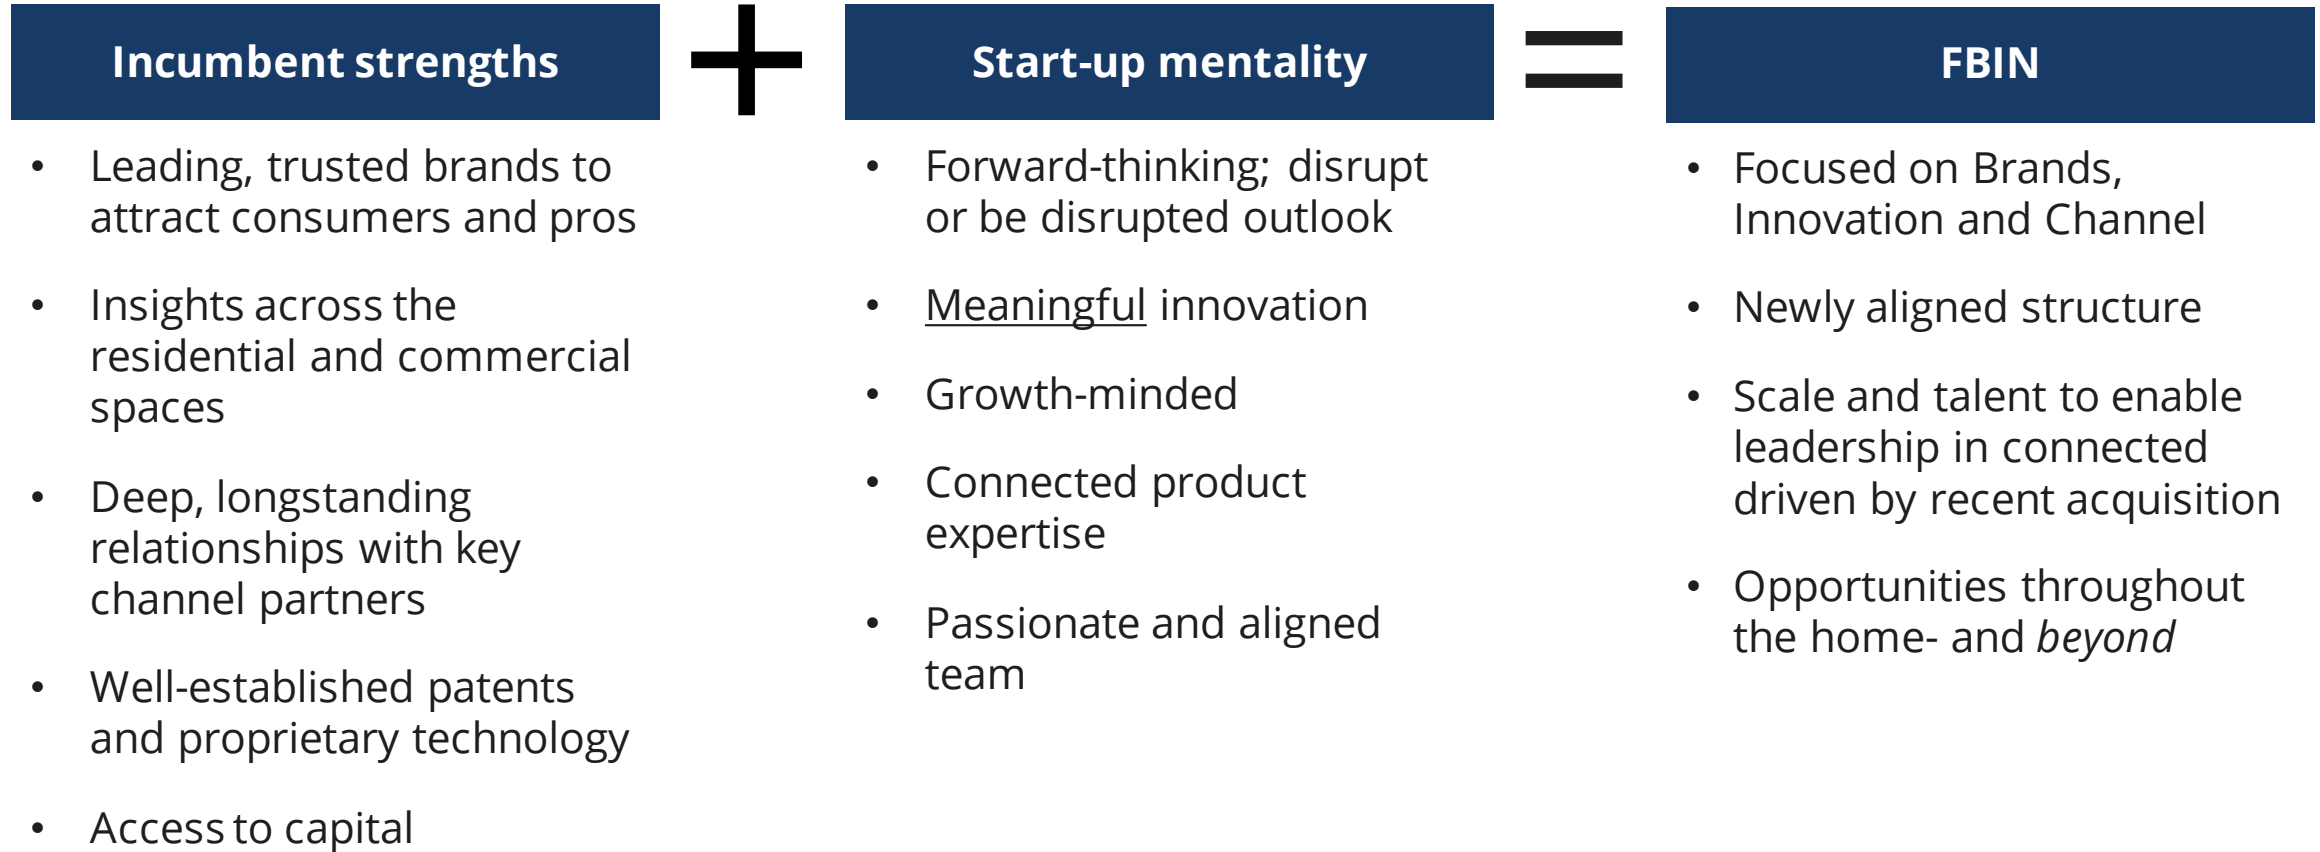 Incumbent strengths
• Leading, trusted brands to
attract consumers and pros
• Insights across the
residential and commercial
spaces
• Deep, longstanding
relationships with key
channel partners
• Well-established patents
and proprietary technology
• Access to capital
+
Start-up mentality
• Forward-thinking; disrupt
or be disrupted outlook
• Meaningful innovation
• Growth-minded
• Connected product
expertise
• Passionate and aligned
team
=
FBIN
• Focused on Brands,
Innovation and Channel
• Newly aligned structure
• Scale and talent to enable
leadership in connected
driven by recent acquisition
• Opportunities throughout
the home- and beyond